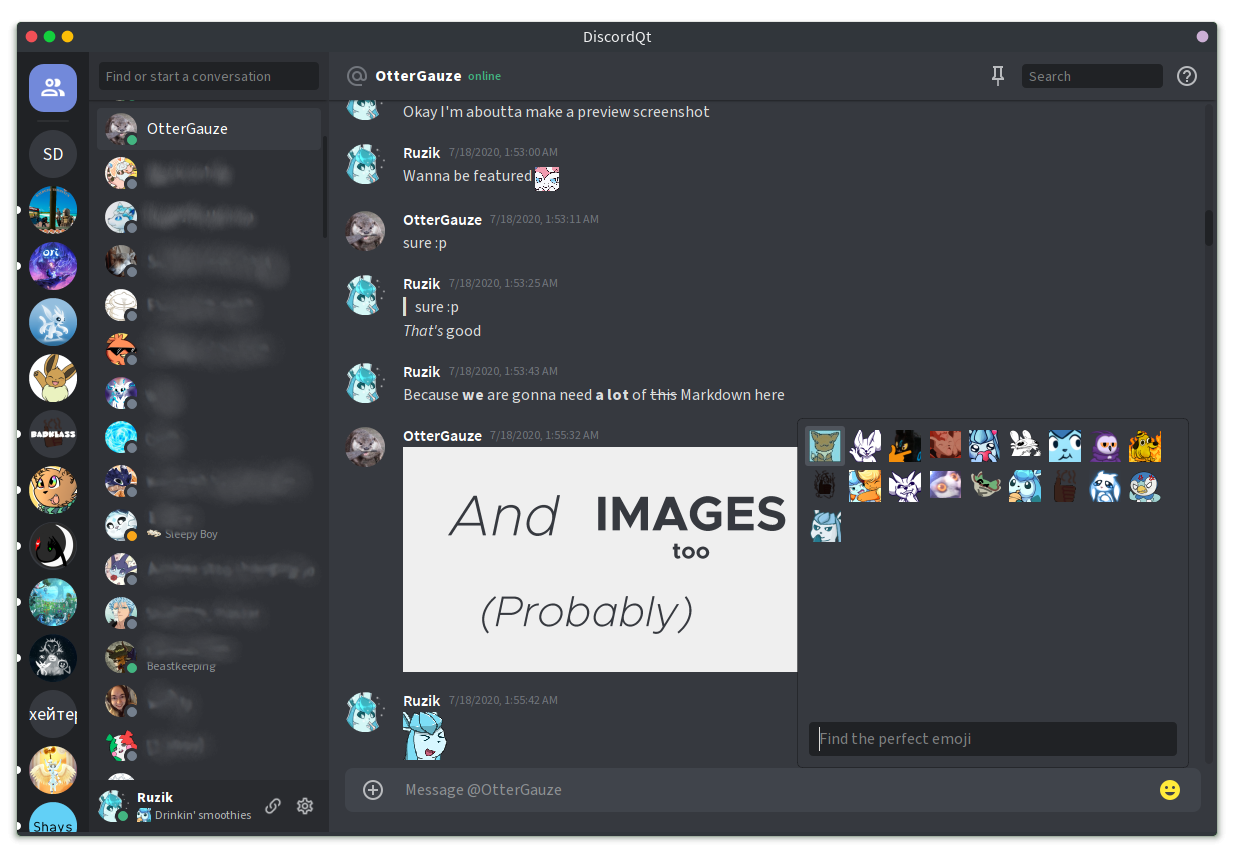 DiscordQt
Find or start a conversation
OtterGauze
Sleepy Boy
Beastkeeping
SD
ori
BADKLASS
хейтер
Shays
Ruzik
Drinkin' smoothies
@ OtterGauze online
Search
Okay I'm aboutta make a preview screenshot
Ruzik 7/18/2020, 1:53:00 AM
Wanna be featured
OtterGauze 7/18/2020, 1:53:11 AM
sure :p
Ruzik 7/18/2020, 1:53:25 AM
sure :p
That's good
Ruzik 7/18/2020, 1:53:43 AM
Because we are gonna need a lot of this Markdown here
OtterGauze 7/18/2020, 1:55:32 AM
And IMAGES
too
(Probably)
Ruzik 7/18/2020, 1:55:42 AM
Find the perfect emoji
Message @OtterGauze